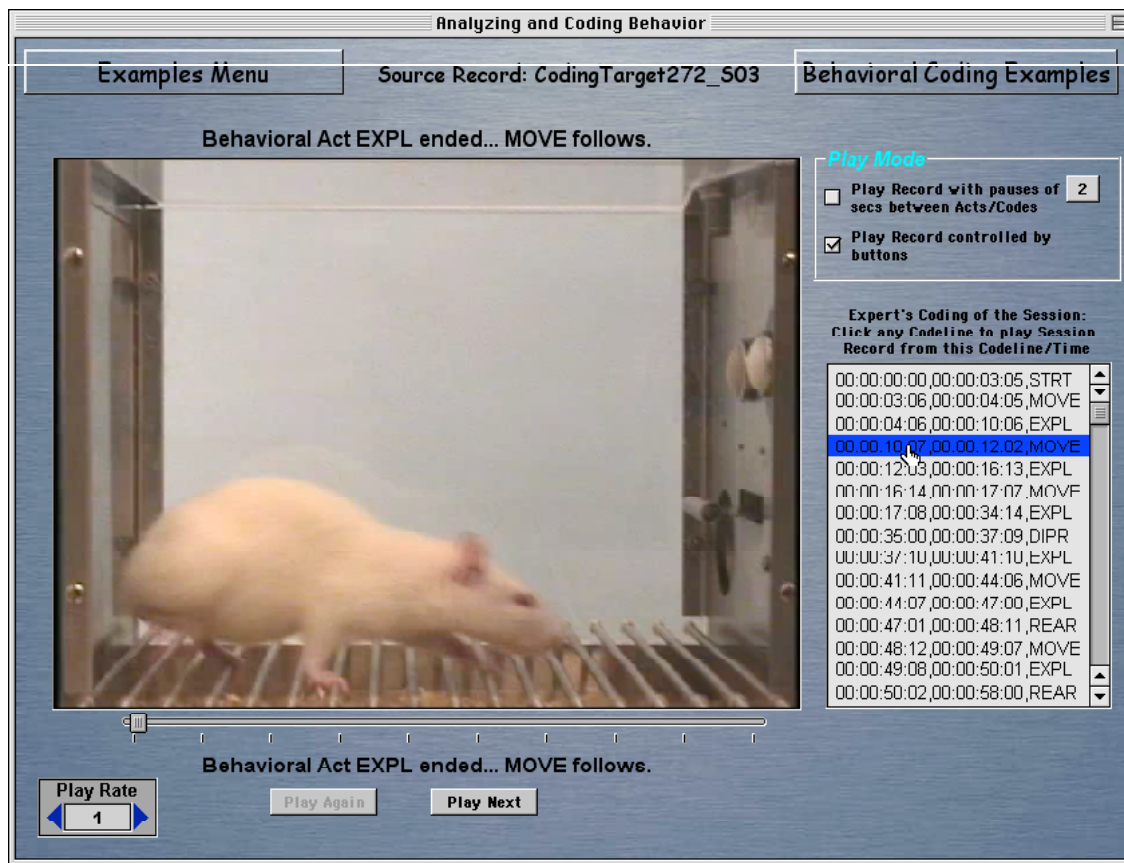 Analyzing and Coding Behavior
Examples Menu
Source Record: CodingTarget272_S03
Behavioral Coding Examples
Behavioral Act EXPL ended... MOVE follows.
Play Mode
Play Record with pauses of 2
secs between Acts/Codes
Play Record controlled by
buttons
Expert's Coding of the Session:
Click any Codeline to play Session
Record from this Codeline/Time
00:00:00:00,00:00:03:05,STRT
00:00:03:06,00:00:04:05,MOVE
00:00:04:06,00:00:10:06,EXPL
00:00:10:07,00:00:12:02,MOVE
00:00:12:03,00:00:16:13,EXPL
00:00:16:14,00:00:17:07,MOVE
00:00:17:08,00:00:34:14,EXPL
00:00:35:00,00:00:37:09,DIPR
00:00:37:10,00:00:41:10,EXPL
00:00:41:11,00:00:44:06,MOVE
00:00:44:07,00:00:47:00,EXPL
00:00:47:01,00:00:48:11,REAR
00:00:48:12,00:00:49:07,MOVE
00:00:49:08,00:00:50:01,EXPL
00:00:50:02,00:00:58:00,REAR
Behavioral Act EXPL ended... MOVE follows.
Play Rate
1
Play Again
Play Next